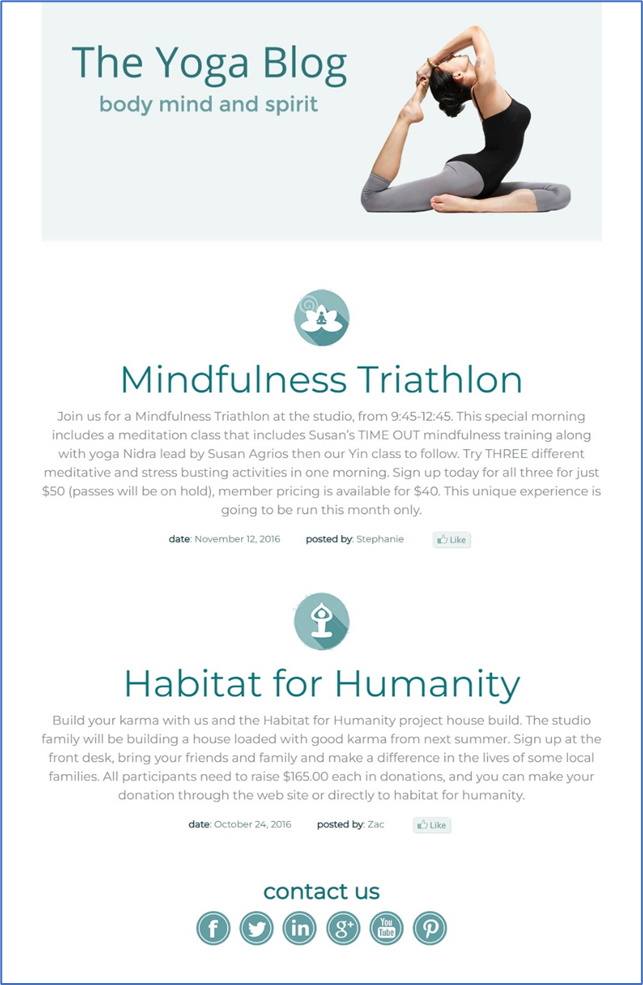 The Yoga Blog
body mind and spirit
Mindfulness Triathlon
Join us for a Mindfulness Triathlon at the studio, from 9:45-12:45. This special morning
includes a meditation class that includes Susan's TIME OUT mindfulness training along
with yoga Nidra lead by Susan Agrios then our Yin class to follow. Try THREE different
meditative and stress busting activities in one morning. Sign up today for all three for just
$50 (passes will be on hold), member pricing is available for $40. This unique experience is
going to be run this month only.
date: November 12, 2016 posted by: Stephanie Like
Habitat for Humanity
Build your karma with us and the Habitat for Humanity project house build. The studio
family will be building a house loaded with good karma from next summer. Sign up at the
front desk, bring your friends and family and make a difference in the lives of some local
families. All participants need to raise $165.00 each in donations, and you can make your
donation through the web site or directly to habitat for humanity.
date: October 24, 2016 posted by: Zac Like
contact us
f in g+ You Tube P